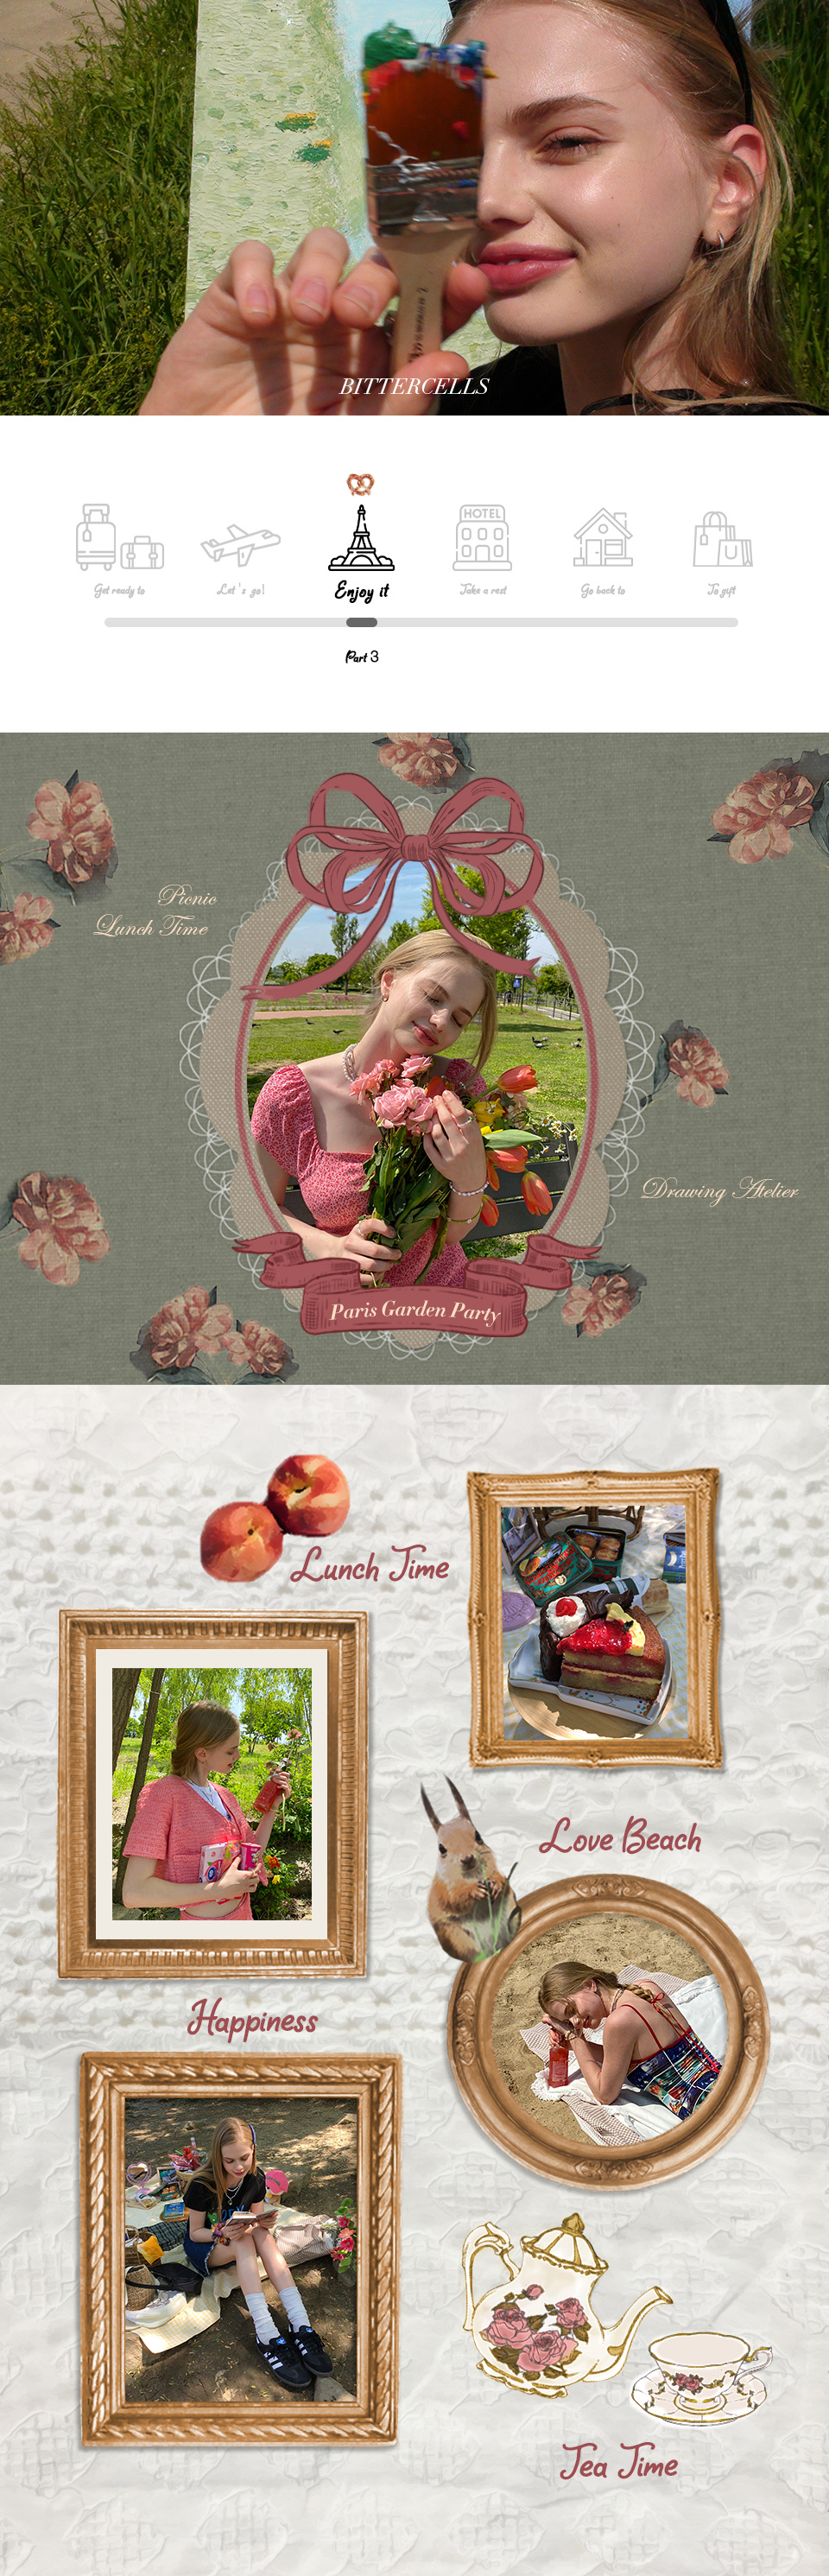 BITTERCELLS
HOTEL
Get ready to
Let's go!
Enjoy it
Take a rest
Go back to
To gift
Part 3
Picnic
Lunch Time
Drawing Atelier
Paris Garden Party
Lunch Time
Love Beach
Happiness
Tea Time